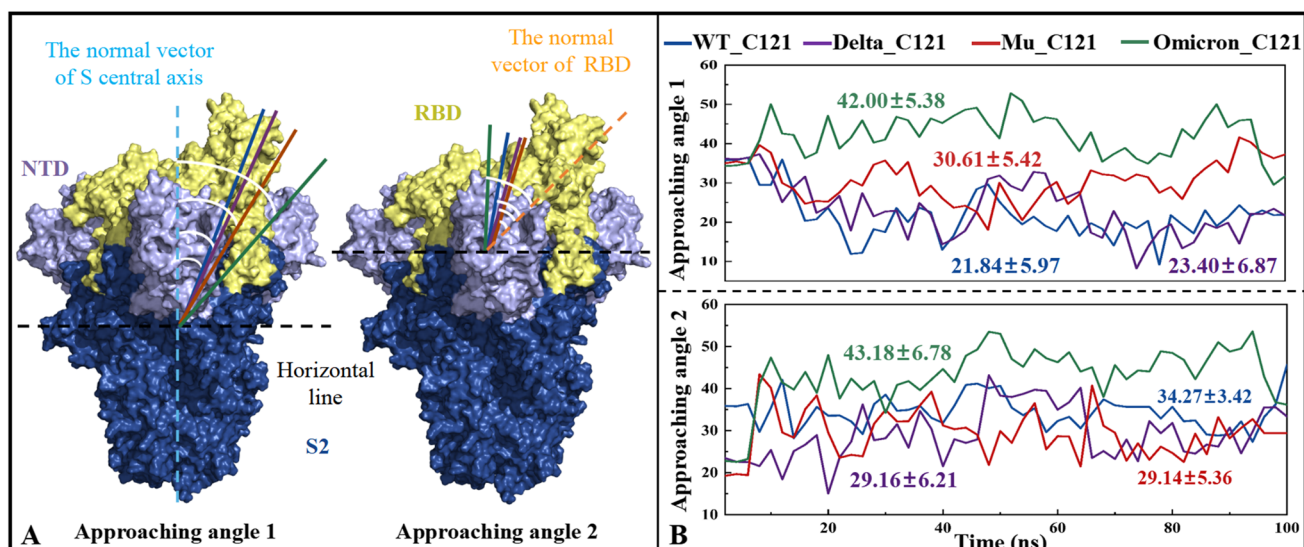 The normal vector
of S central axis
The normal
vector of RBD
RBD
NTD
Horizontal
line
S2
A
Approaching angle 1
Approaching angle 2
WT_C121
Delta_C121
Mu_C121
Omicron_C121
Approaching angle 1
60
50
40
30
20
10
42.00±5.38
30.61±5.42
21.84±5.97
23.40±6.87
Approaching angle 2
60
50
40
30
20
10
43.18±6.78
34.27±3.42
29.16±6.21
29.14±5.36
20
40
60
80
100
B
Time (ns)